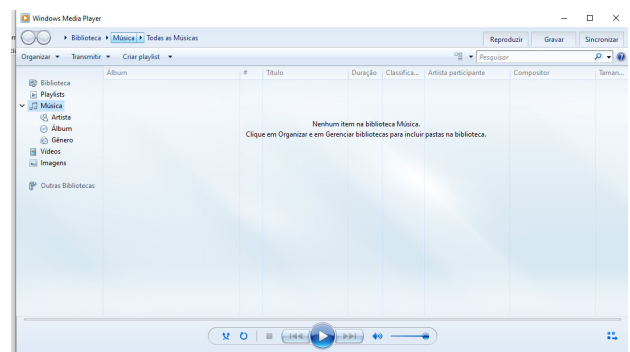 Windows Media Player
Biblioteca Música Todas as Músicas
Reproduzir Gravar Sincronizar
Organizar Transmitir Criar playlist Pesquisar
Álbum # Título Duração Classifica... Artista participante Compositor Taman...
Biblioteca
Playlists
Música
Artista
Álbum
Gênero
Vídeos
Imagens
Outras Bibliotecas
Nenhum item na biblioteca Música.
Clique em Organizar e em Gerenciar bibliotecas para incluir pastas na biblioteca.